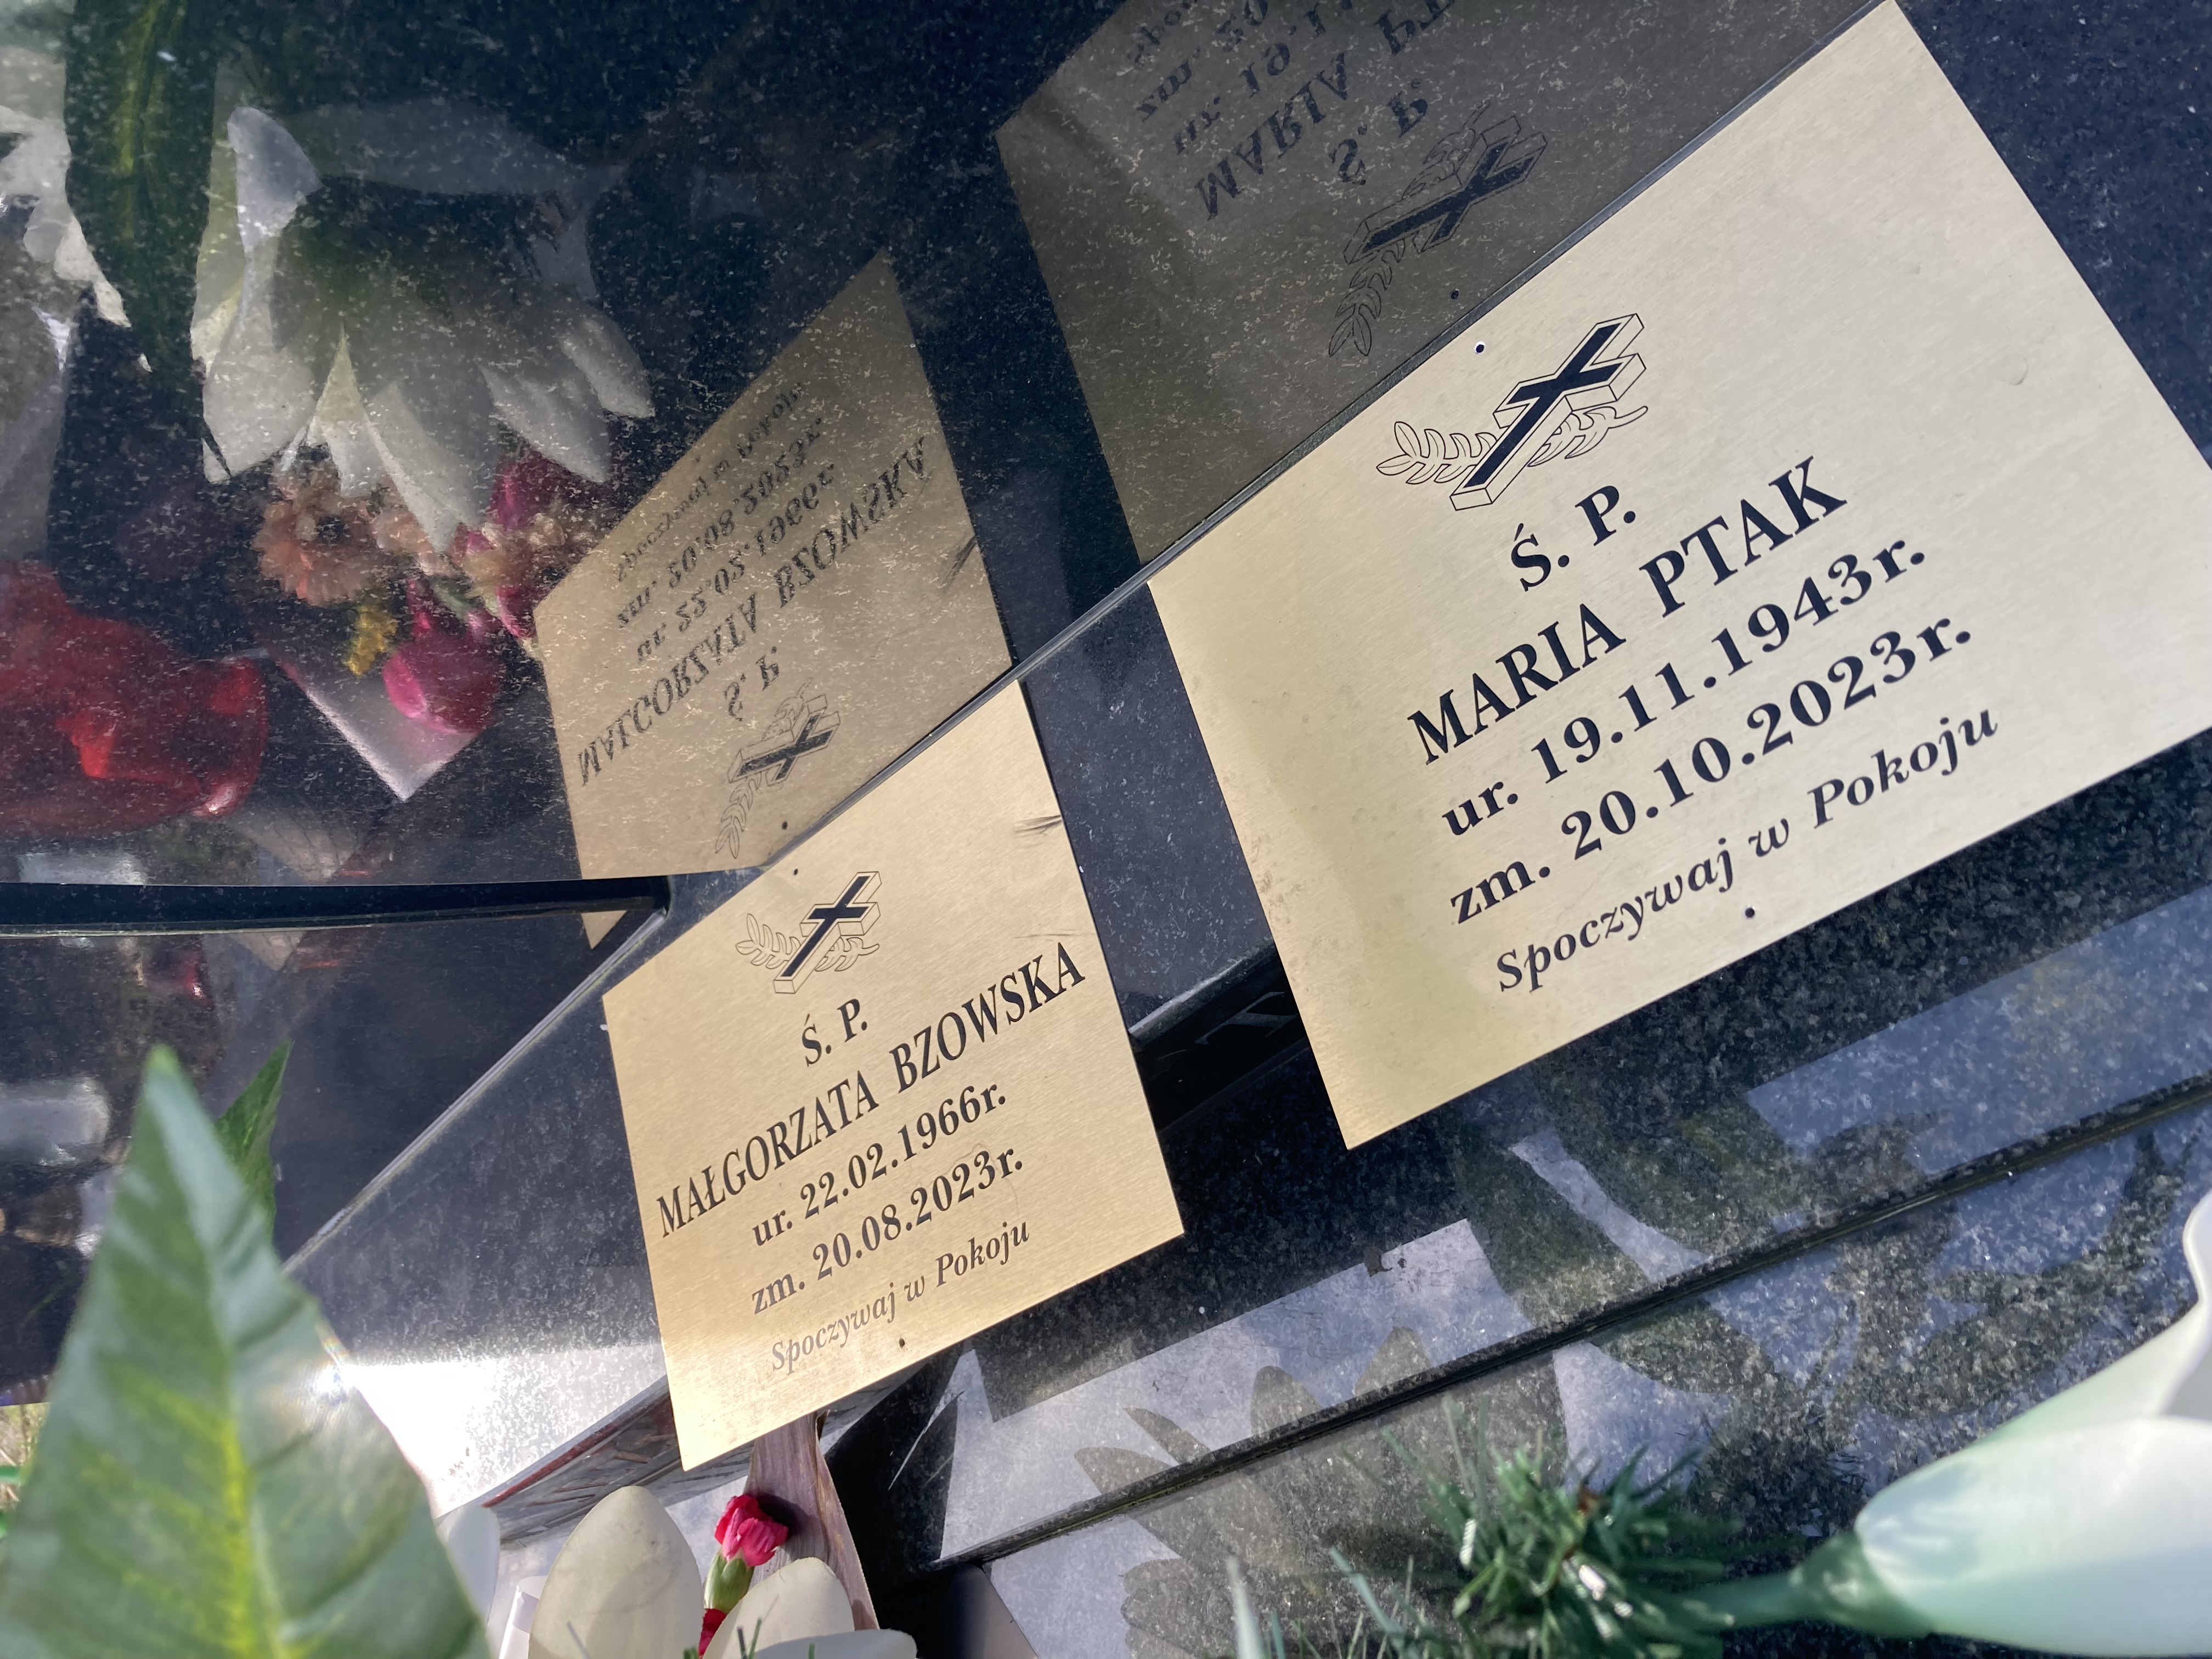 Ś. P.
MAŁGORZATA BZOWSKA
ur. 22.02.1966r.
zm. 20.08.2023r.
Spoczywaj w Pokoju
Ś. P.
MARIA PTAK
ur. 19.11.1943r.
zm. 20.10.2023r.
Spoczywaj w Pokoju